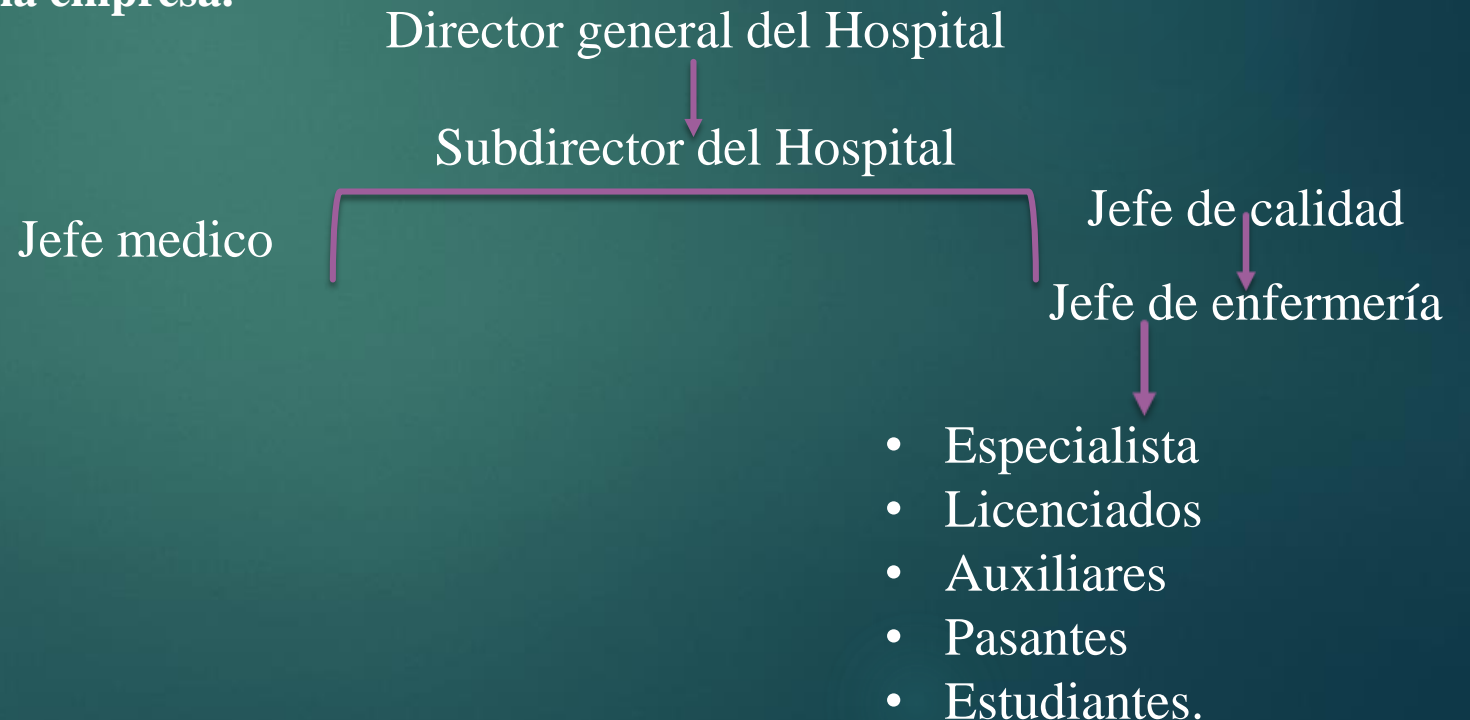 empresa.
Director general del Hospital
Subdirector del Hospital
Jefe medico
Jefe de calidad
Jefe de enfermería
• Especialista
• Licenciados
• Auxiliares
• Pasantes
• Estudiantes.